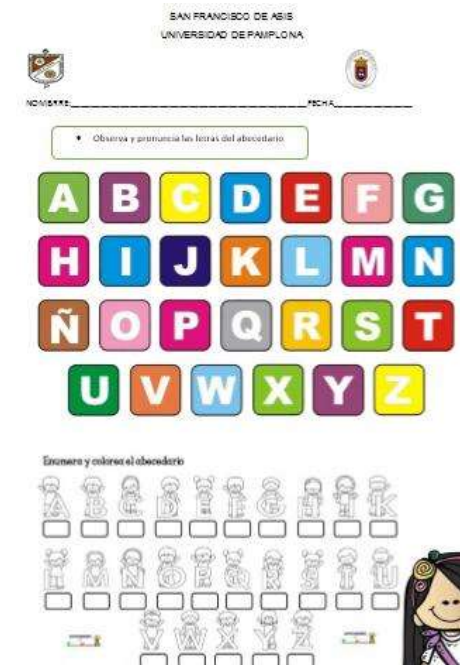 SAN FRANCISCO DE ASIS
UNIVERSIDAD DE PAMPLONA
NOMBRE: FECHA
• Observa y pronuncia las letras del abecedario
A B C D E F G
H I J K L M N
Ñ O P Q R S T
U V W X Y Z
Enumera y colorea el abecedario